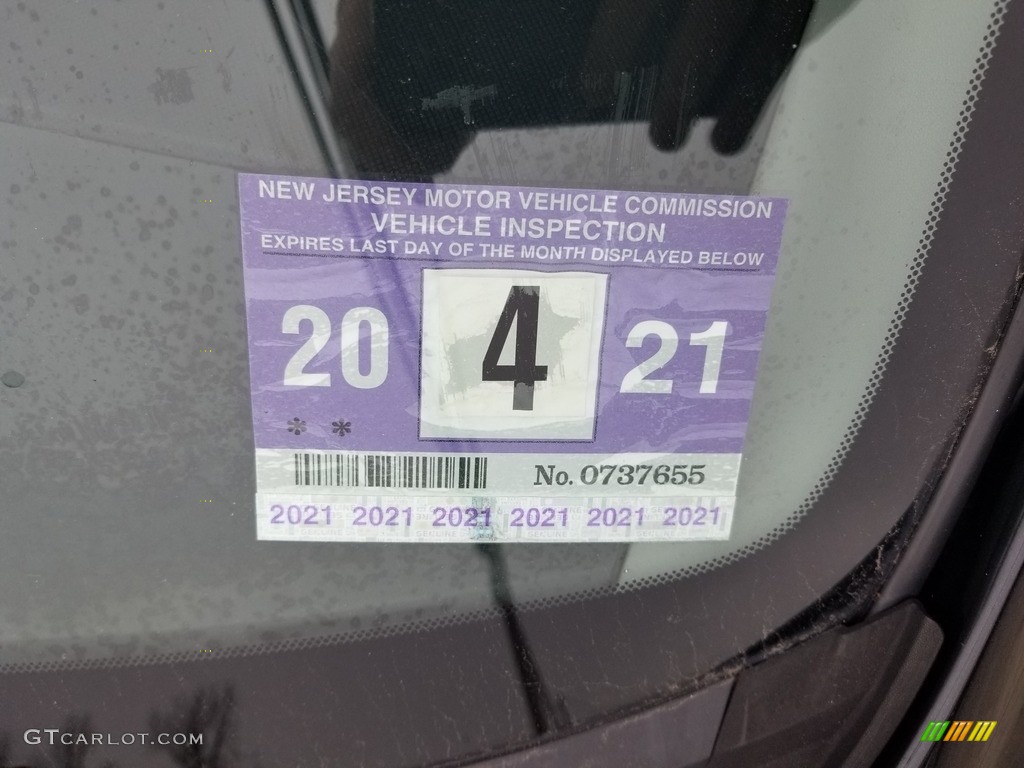 NEW JERSEY MOTOR VEHICLE COMMISSION
VEHICLE INSPECTION
EXPIRES LAST DAY OF THE MONTH DISPLAYED BELOW
20 4 21
* *
No. 0737655
2021 2021 2021 2021 2021 2021
GTCARLOT.COM